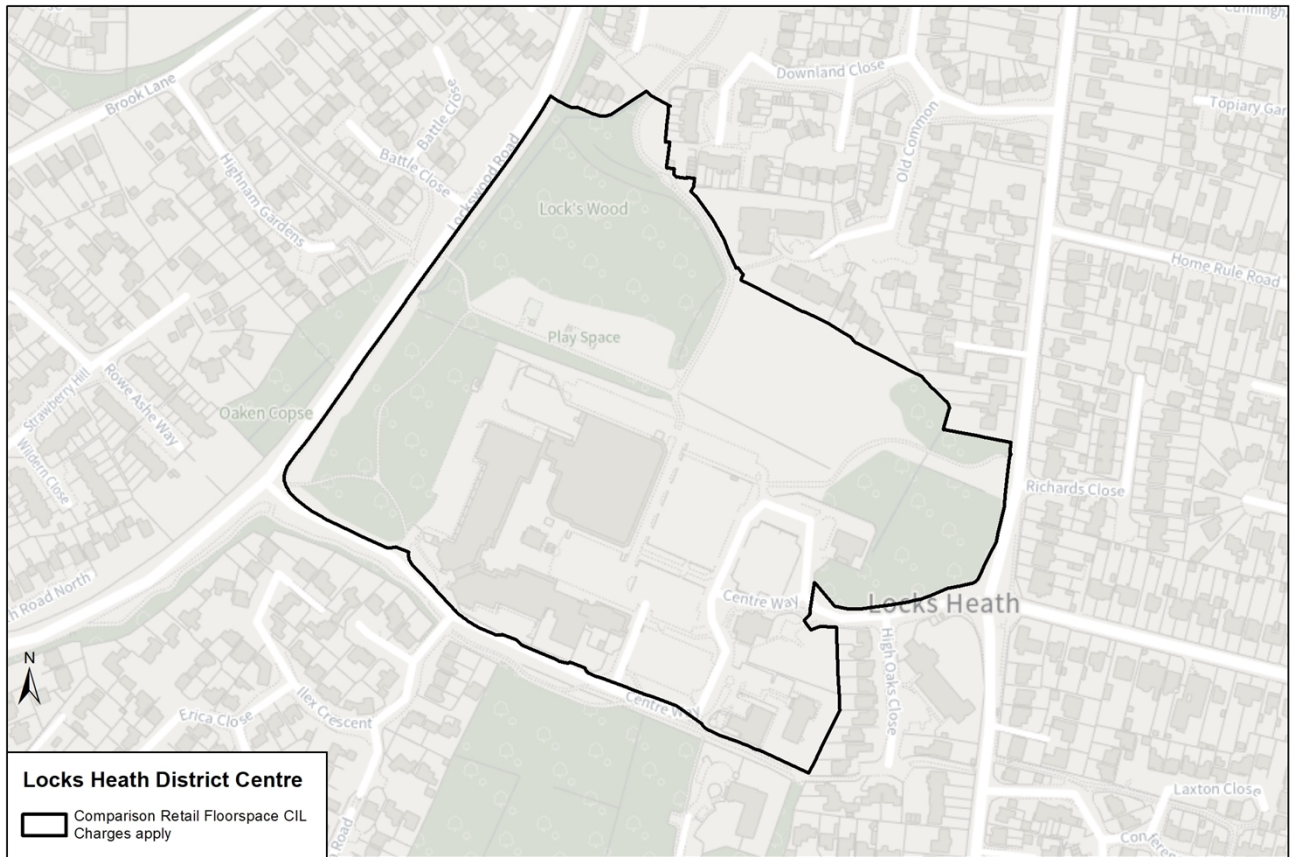 Cunningh
Brook Lane
Downland Close
Battle Close
Topiary Gar
Highnam Gardens
Battle Close
Lockswood Road
Old Common
Lock's Wood
Home Rule Road
Play Space
Strawberry Hill
Rowe Ashe Way
Oaken Copse
Wildern Close
Richards Close
h Road North
Centre Way
Locks Heath
High Oaks Close
N
Erica Close
Ilex Crescent
Centre Way
Locks Heath District Centre
Comparison Retail Floorspace CIL
Charges apply
Road
Laxton Close
Conferen